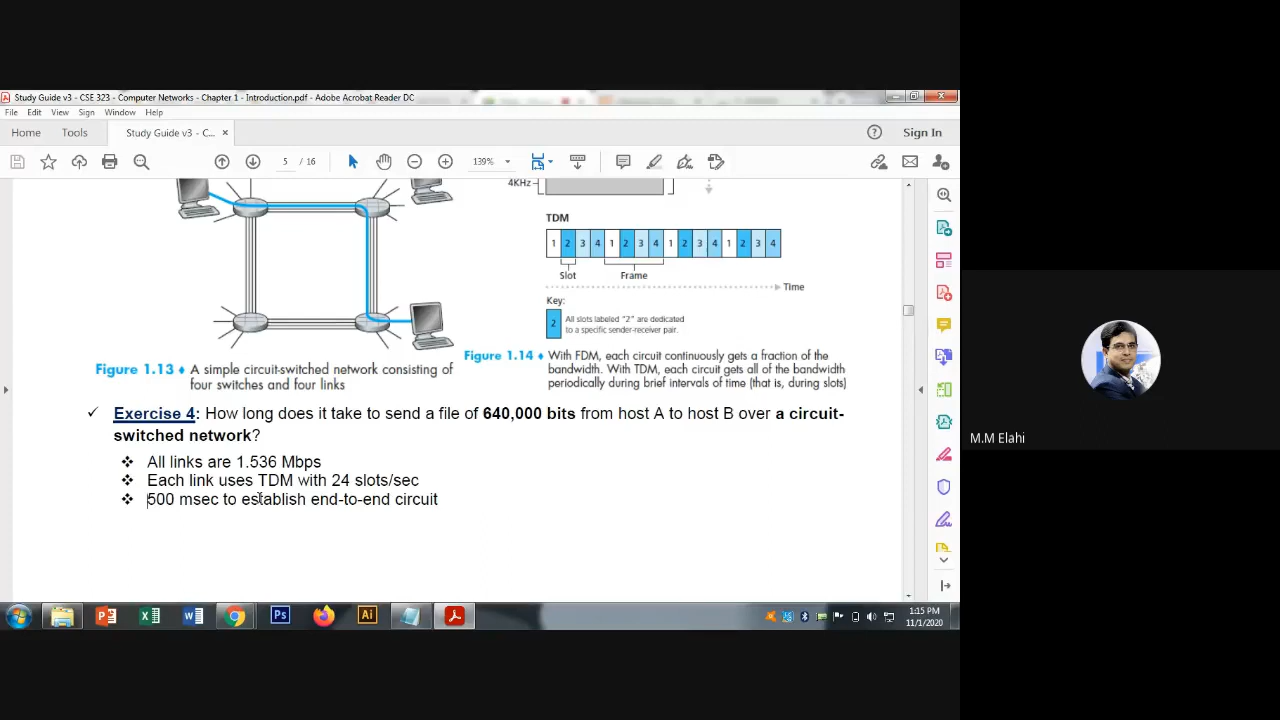 Study Guide v3 - CSE 323 - Computer Networks - Chapter 1 - Introduction.pdf - Adobe Acrobat Reader DC
File Edit View Sign Window Help
Home Tools Study Guide v3 - C... × Sign In
5 / 16 139%
4KHz
TDM
1 2 3 4 1 2 3 4 1 2 3 4 1 2 3 4
Slot Frame
Time
Key:
2 All slots labeled “2” are dedicated
to a specific sender-receiver pair.
Figure 1.13 ♦ A simple circuit-switched network consisting of
four switches and four links
Figure 1.14 ♦ With FDM, each circuit continuously gets a fraction of the
bandwidth. With TDM, each circuit gets all of the bandwidth
periodically during brief intervals of time (that is, during slots)
✓ Exercise 4: How long does it take to send a file of 640,000 bits from host A to host B over a circuit-
switched network?
❖ All links are 1.536 Mbps
❖ Each link uses TDM with 24 slots/sec
❖ 500 msec to establish end-to-end circuit
M.M Elahi
Ps Ai
1:15 PM
11/1/2020